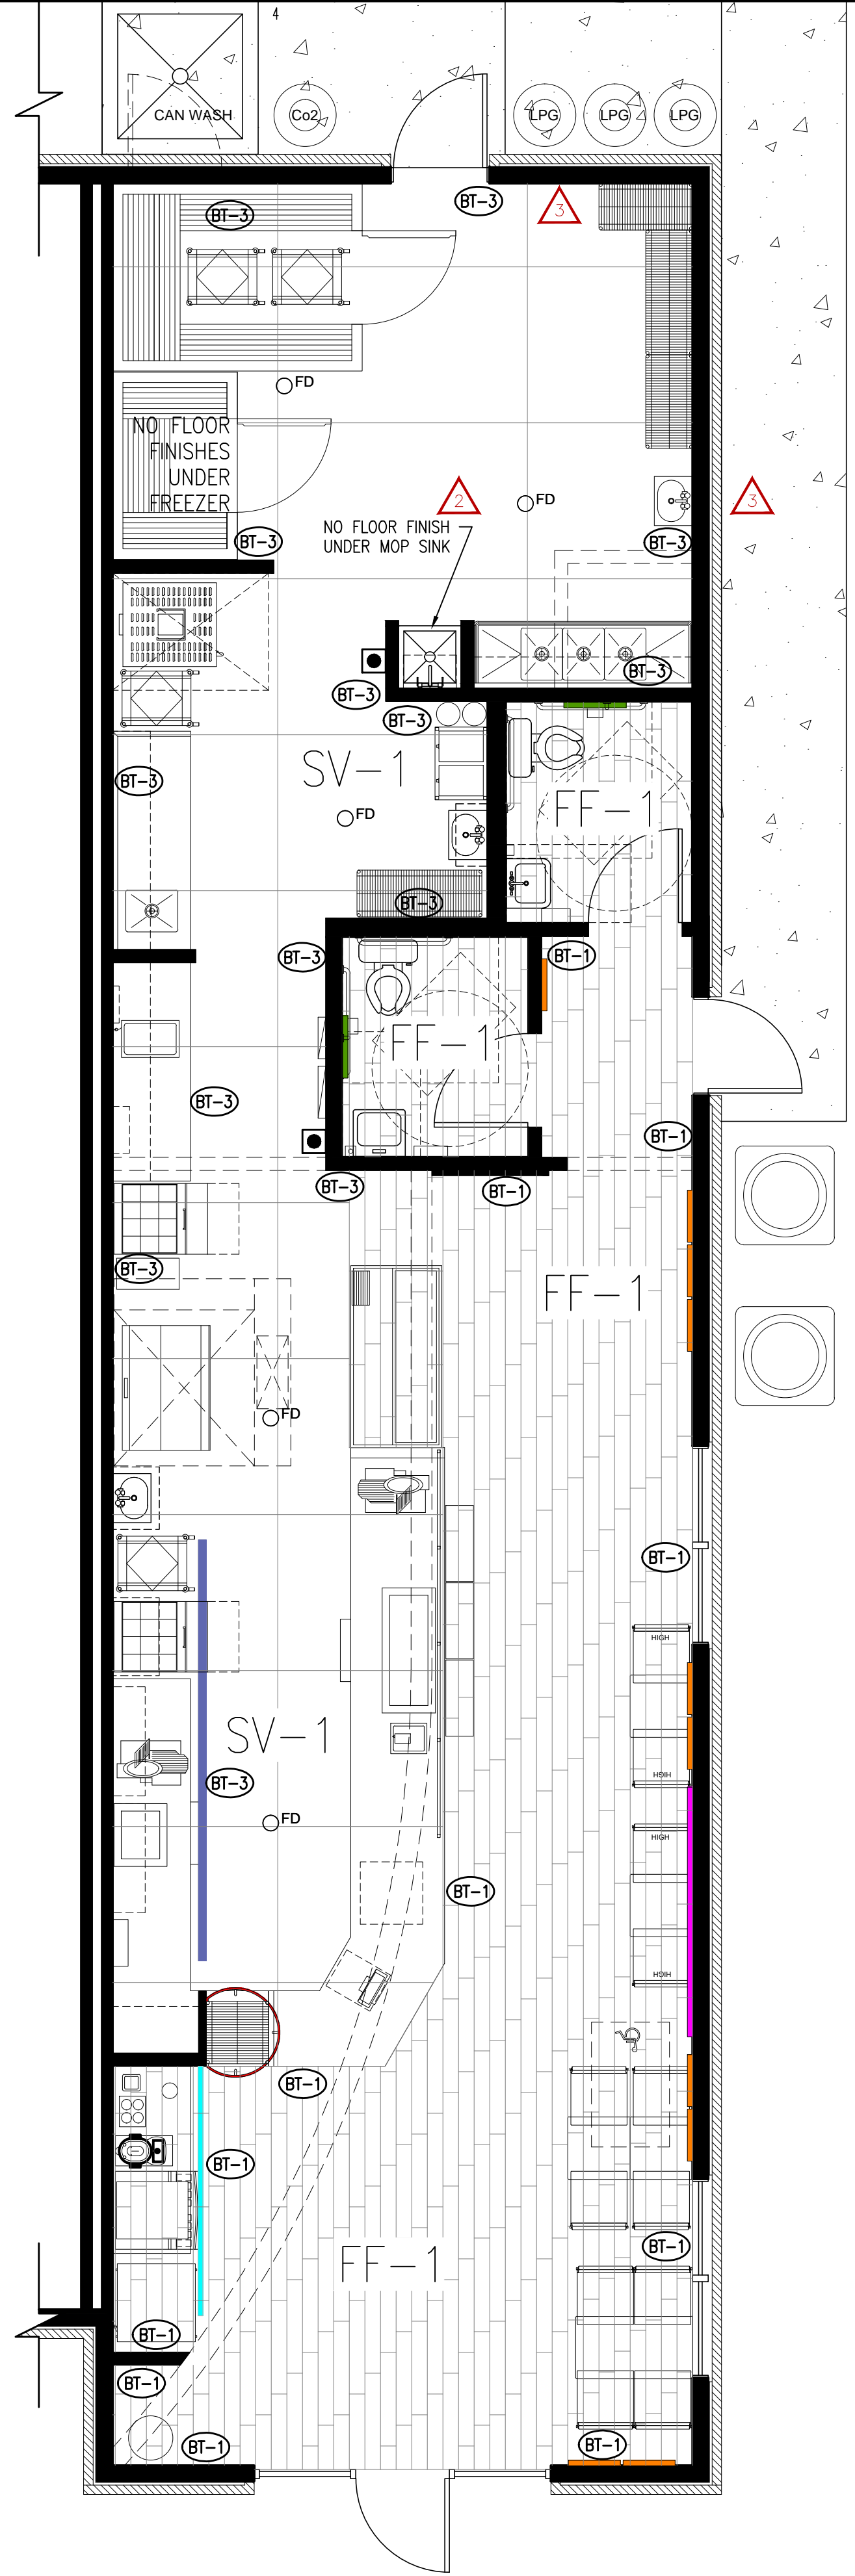 4
CAN WASH
Co2
LPG
LPG
LPG
BT-3
BT-3
3
FD
NO FLOOR
FINISHES
UNDER
FREEZER
2
FD
3
NO FLOOR FINISH
UNDER MOP SINK
BT-3
BT-3
BT-3
BT-3
BT-3
SV-1
BT-3
FF-1
FD
BT-3
BT-3
BT-1
FF-1
BT-3
BT-1
BT-3
BT-1
BT-3
FF-1
FD
BT-1
HIGH
SV-1
HIGH
BT-3
FD
HIGH
BT-1
HIGH
BT-1
BT-1
BT-1
FF-1
BT-1
BT-1
BT-1
BT-1